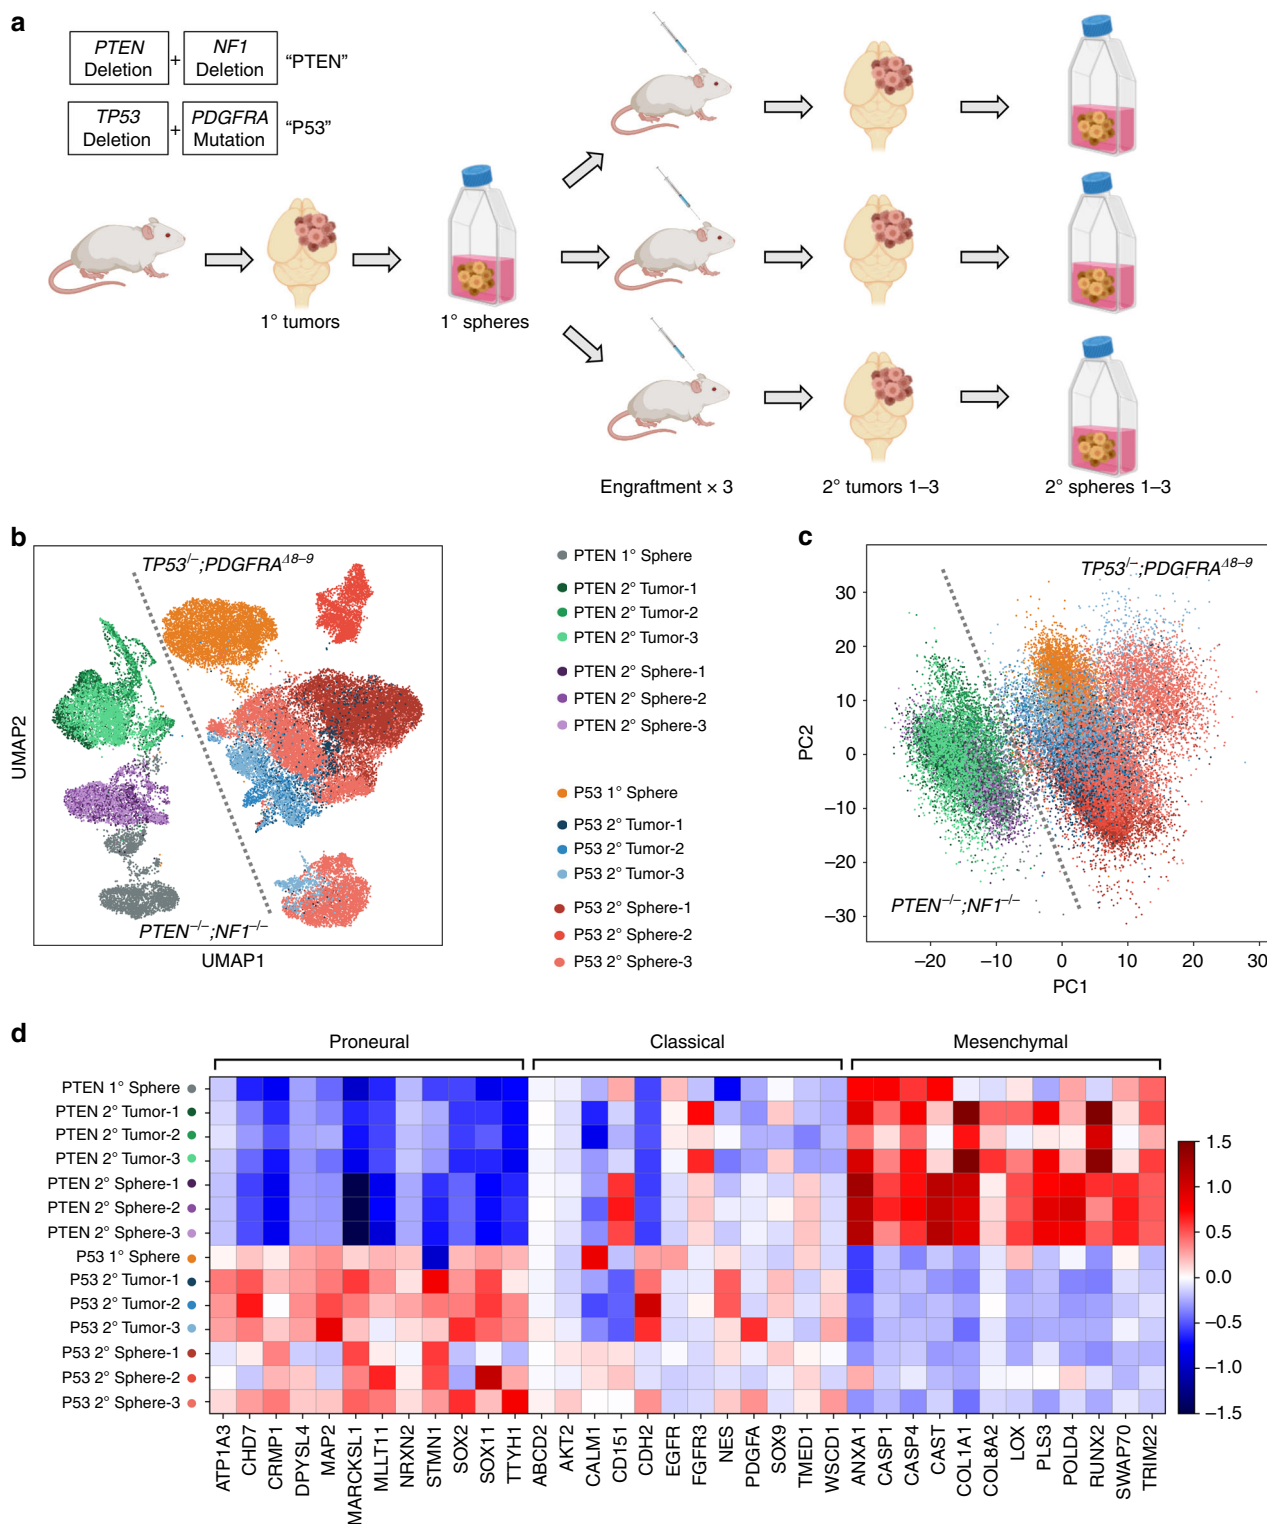 a
PTEN
Deletion
+
NF1
Deletion
“PTEN”
TP53
Deletion
+
PDGFRA
Mutation
“P53”
1° tumors
1° spheres
Engraftment × 3
2° tumors 1–3
2° spheres 1–3
b
TP53/–;PDGFRAΔ8–9
PTEN–/–;NF1–/–
UMAP2
UMAP1
PTEN 1° Sphere
PTEN 2° Tumor-1
PTEN 2° Tumor-2
PTEN 2° Tumor-3
PTEN 2° Sphere-1
PTEN 2° Sphere-2
PTEN 2° Sphere-3
P53 1° Sphere
P53 2° Tumor-1
P53 2° Tumor-2
P53 2° Tumor-3
P53 2° Sphere-1
P53 2° Sphere-2
P53 2° Sphere-3
c
TP53/–;PDGFRAΔ8–9
PTEN–/–;NF1–/–
PC2
30
20
10
0
–10
–20
–30
–20 –10 0 10 20 30
PC1
d
Proneural Classical Mesenchymal
PTEN 1° Sphere
PTEN 2° Tumor-1
PTEN 2° Tumor-2
PTEN 2° Tumor-3
PTEN 2° Sphere-1
PTEN 2° Sphere-2
PTEN 2° Sphere-3
P53 1° Sphere
P53 2° Tumor-1
P53 2° Tumor-2
P53 2° Tumor-3
P53 2° Sphere-1
P53 2° Sphere-2
P53 2° Sphere-3
ATP1A3
CHD7
CRMP1
DPYSL4
MAP2
MARCKSL1
MLLT11
NRXN2
STMN1
SOX2
SOX11
TTYH1
ABCD2
AKT2
CALM1
CD151
CDH2
EGFR
FGFR3
NES
PDGFA
SOX9
TMED1
WSCD1
ANXA1
CASP1
CASP4
CAST
COL1A1
COL8A2
LOX
PLS3
POLD4
RUNX2
SWAP70
TRIM22
1.5
1.0
0.5
0.0
–0.5
–1.0
–1.5